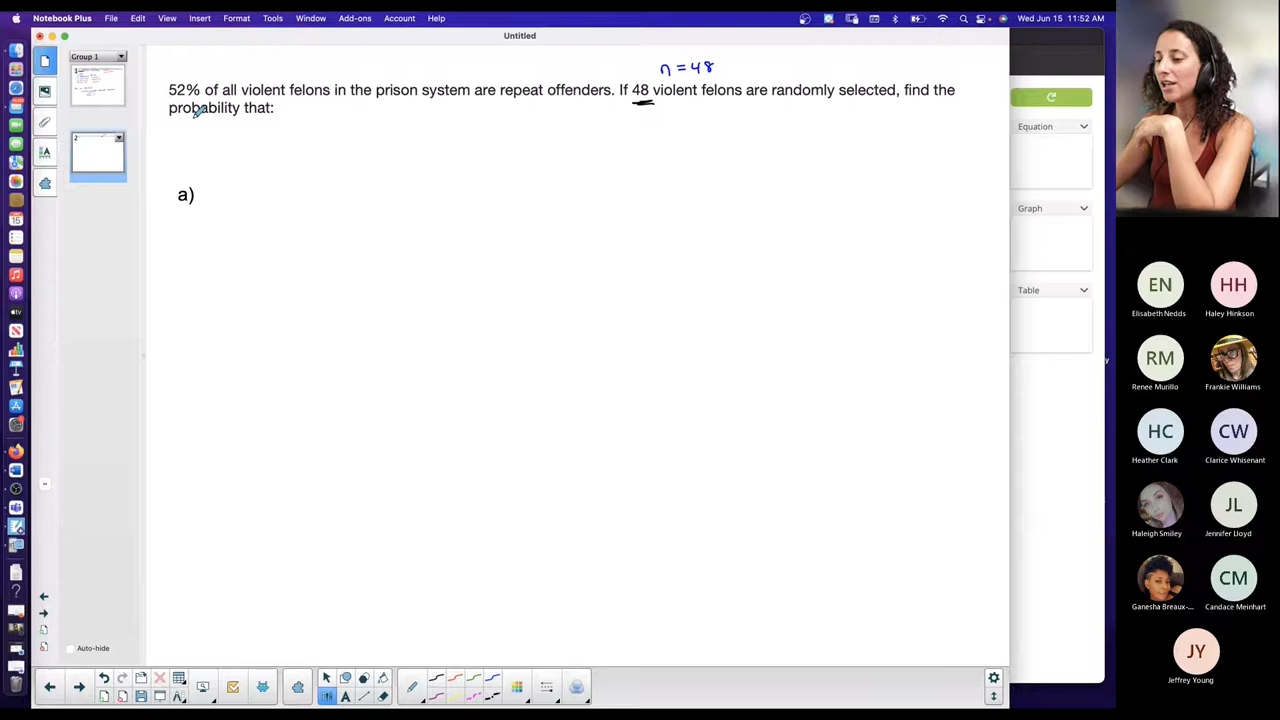 Notebook Plus File Edit View Insert Format Tools Window Add-ons Account Help
Wed Jun 15 11:52 AM
Untitled
Group 1
1
2
n = 48
52% of all violent felons in the prison system are repeat offenders. If 48 violent felons are randomly selected, find the
probability that:
a)
Equation
Graph
Table
Auto-hide
EN
Elisabeth Nedds
HH
Haley Hinkson
RM
Renee Murillo
Frankie Williams
HC
Heather Clark
CW
Clarice Whisenant
Haleigh Smiley
JL
Jennifer Lloyd
Ganesha Breaux-...
CM
Candace Meinhart
JY
Jeffrey Young